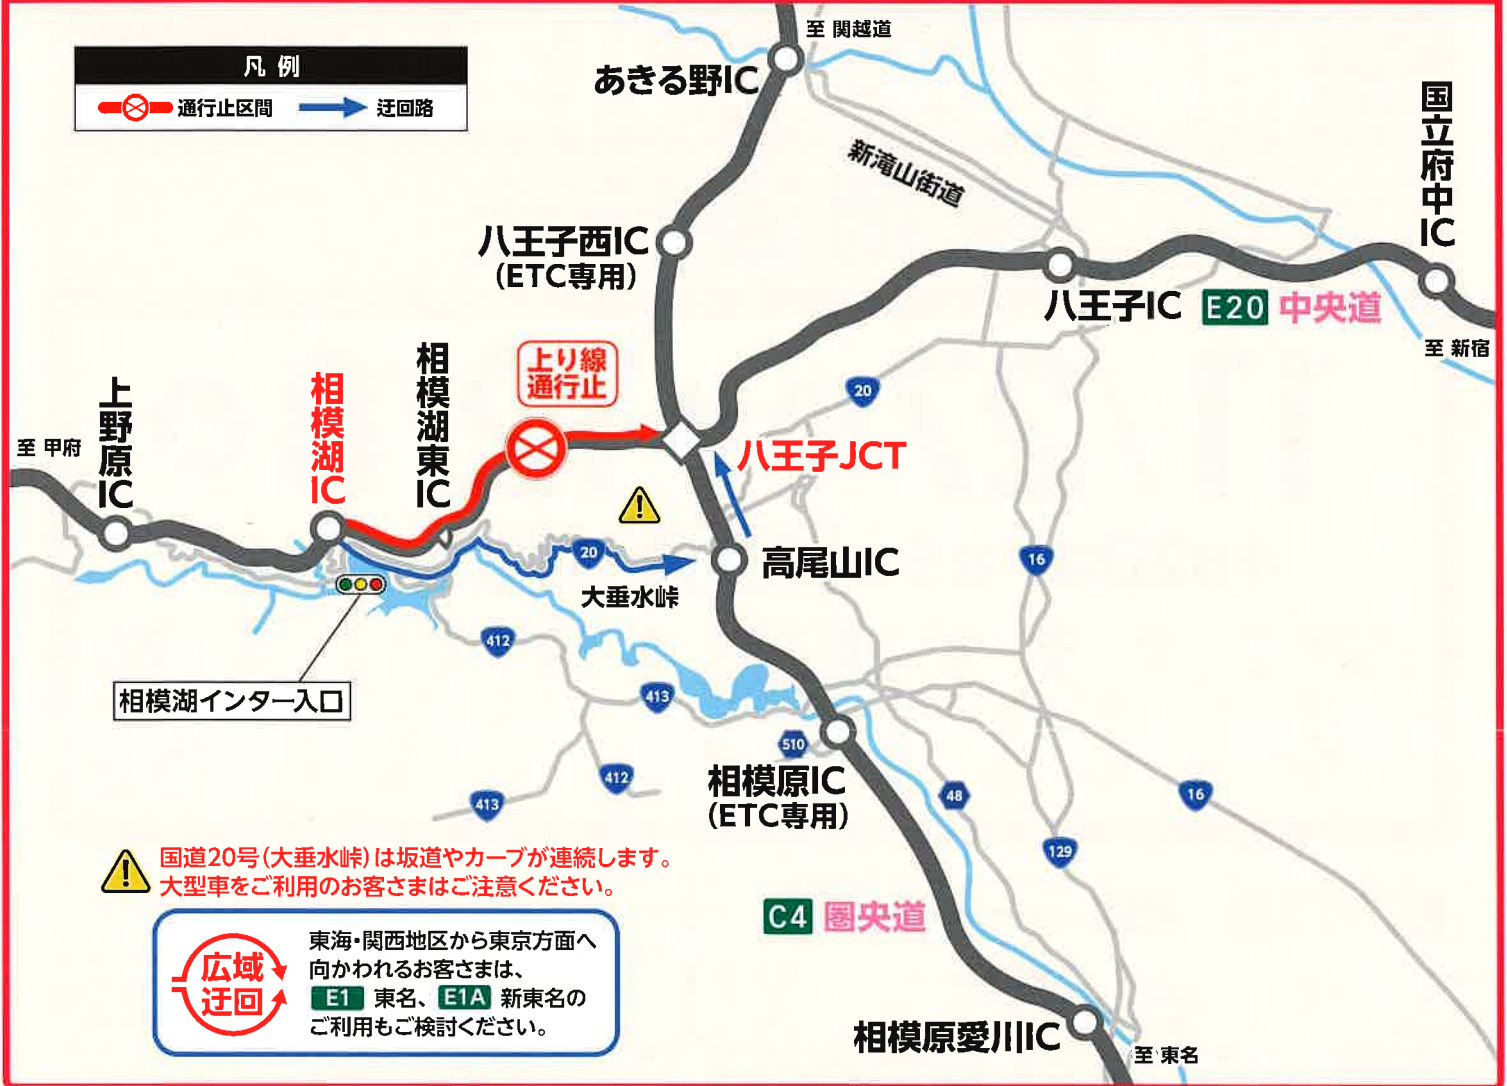 凡例
通行止区間
迂回路
至 関越道
あきる野IC
新滝山街道
国立府中IC
八王子西IC
(ETC専用)
八王子IC
E20 中央道
至 新宿
上り線
通行止
20
至 甲府
上野原IC
相模湖IC
相模湖東IC
八王子JCT
20
大垂水峠
高尾山IC
16
相模湖インター入口
412
413
510
相模原IC
(ETC専用)
412
413
48
16
129
国道20号(大垂水峠)は坂道やカーブが連続します。
大型車をご利用のお客さまはご注意ください。
C4 圏央道
広域
迂回
東海・関西地区から東京方面へ
向かわれるお客さまは、
E1 東名、E1A 新東名の
ご利用もご検討ください。
相模原愛川IC
至 東名